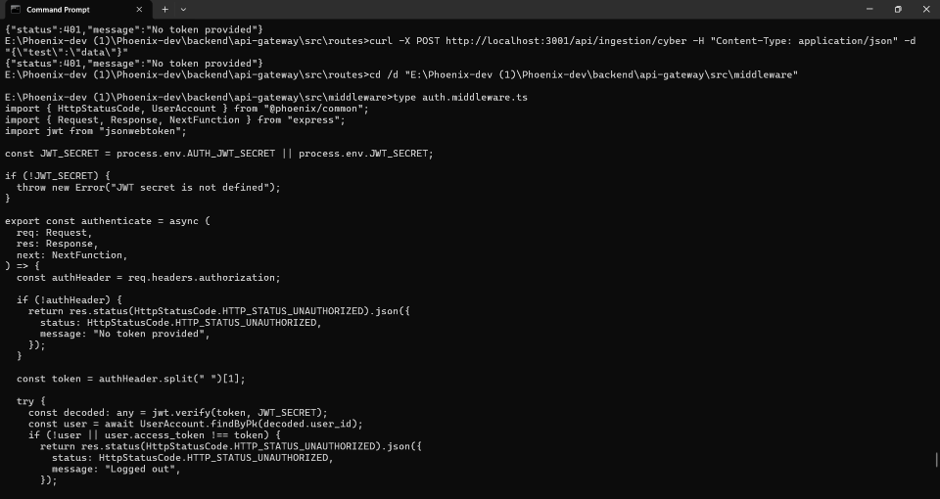 Command Prompt
{"status":401,"message":"No token provided"}
E:\Phoenix-dev (1)\Phoenix-dev\backend\api-gateway\src\routes>curl -X POST http://localhost:3001/api/ingestion/cyber -H "Content-Type: application/json" -d
"{\"test\":\"data\"}"
{"status":401,"message":"No token provided"}
E:\Phoenix-dev (1)\Phoenix-dev\backend\api-gateway\src\routes>cd /d "E:\Phoenix-dev (1)\Phoenix-dev\backend\api-gateway\src\middleware"

E:\Phoenix-dev (1)\Phoenix-dev\backend\api-gateway\src\middleware>type auth.middleware.ts
import { HttpStatusCode, UserAccount } from "@phoenix/common";
import { Request, Response, NextFunction } from "express";
import jwt from "jsonwebtoken";

const JWT_SECRET = process.env.AUTH_JWT_SECRET || process.env.JWT_SECRET;

if (!JWT_SECRET) {
  throw new Error("JWT secret is not defined");
}

export const authenticate = async (
  req: Request,
  res: Response,
  next: NextFunction,
) => {
  const authHeader = req.headers.authorization;

  if (!authHeader) {
    return res.status(HttpStatusCode.HTTP_STATUS_UNAUTHORIZED).json({
      status: HttpStatusCode.HTTP_STATUS_UNAUTHORIZED,
      message: "No token provided",
    });
  }

  const token = authHeader.split(" ")[1];

  try {
    const decoded: any = jwt.verify(token, JWT_SECRET);
    const user = await UserAccount.findByPk(decoded.user_id);
    if (!user || user.access_token !== token) {
      return res.status(HttpStatusCode.HTTP_STATUS_UNAUTHORIZED).json({
        status: HttpStatusCode.HTTP_STATUS_UNAUTHORIZED,
        message: "Logged out",
      });